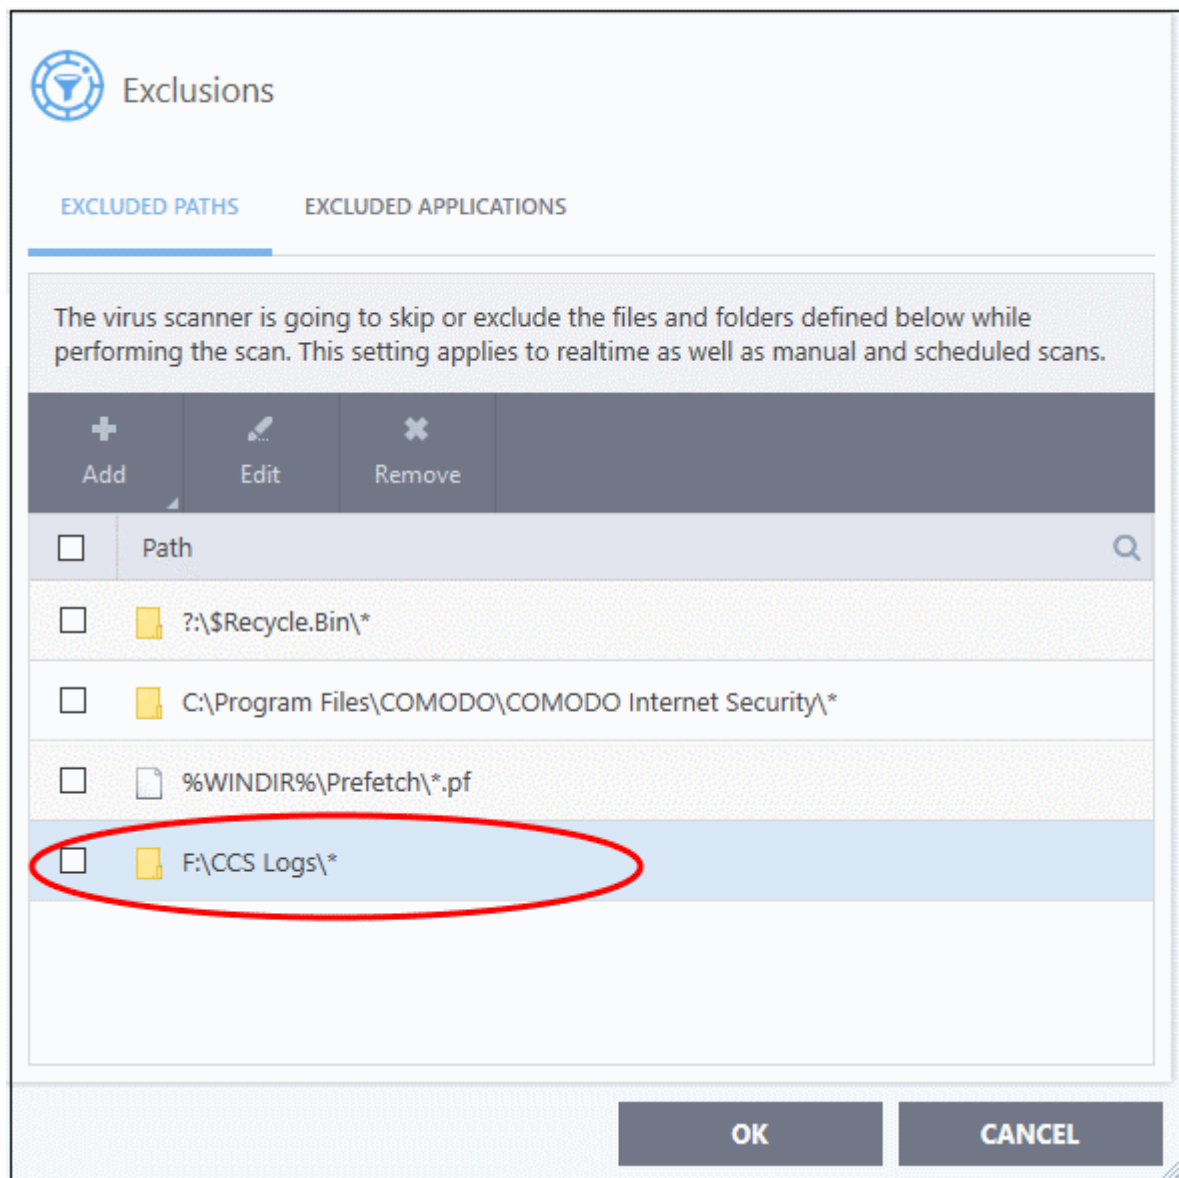 Exclusions
EXCLUDED PATHS EXCLUDED APPLICATIONS
The virus scanner is going to skip or exclude the files and folders defined below while
performing the scan. This setting applies to realtime as well as manual and scheduled scans.
Add Edit Remove
Path
?:\$Recycle.Bin\*
C:\Program Files\COMODO\COMODO Internet Security\*
%WINDIR%\Prefetch\*.pf
F:\CCS Logs\*
OK CANCEL